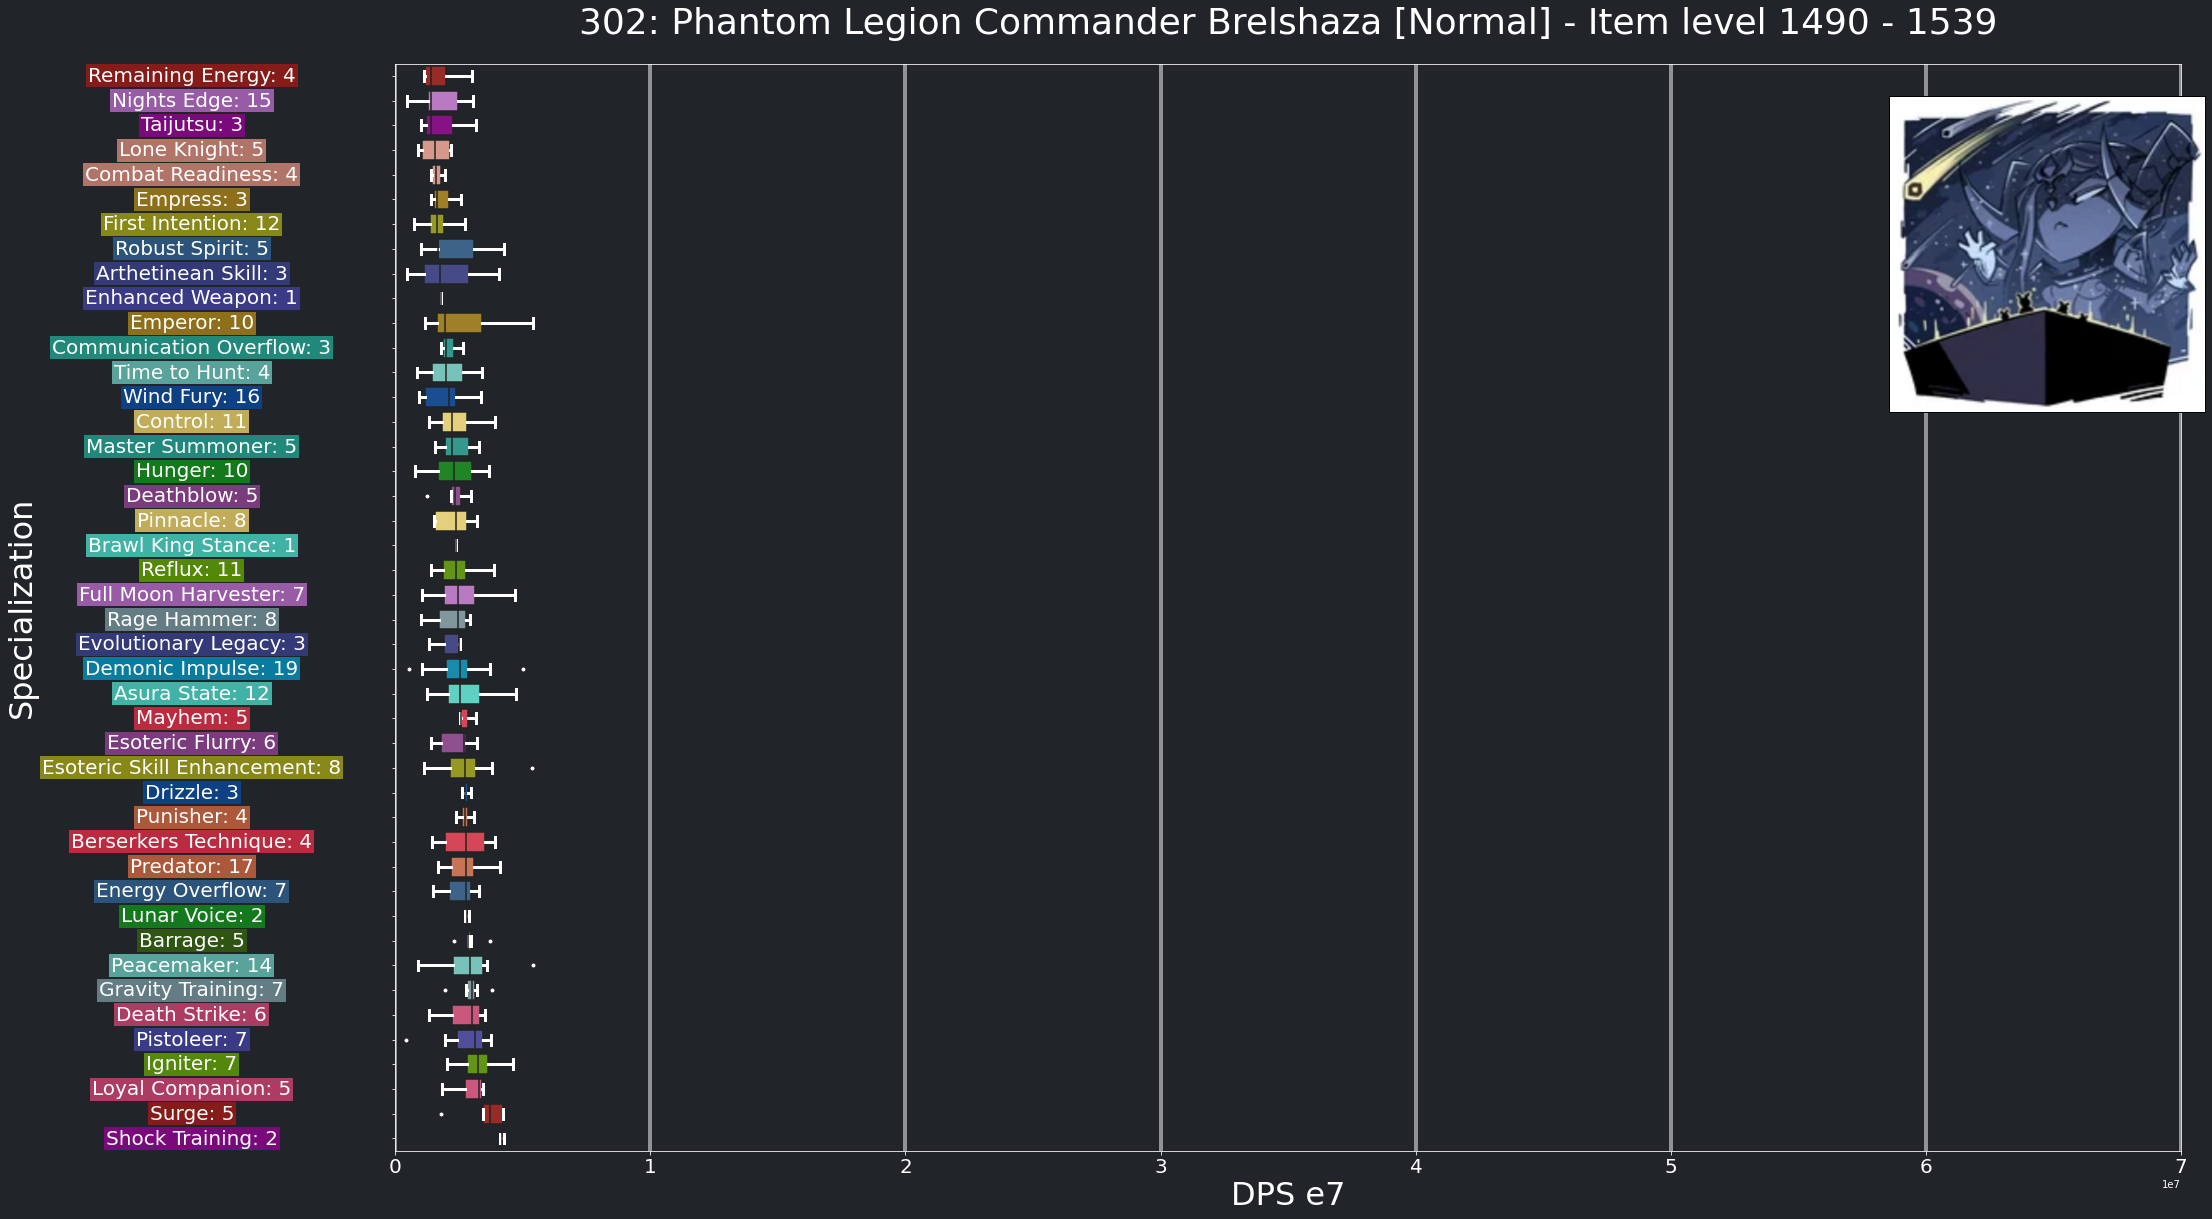 302: Phantom Legion Commander Brelshaza [Normal] - Item level 1490 - 1539
Specialization
Remaining Energy: 4
Nights Edge: 15
Taijutsu: 3
Lone Knight: 5
Combat Readiness: 4
Empress: 3
First Intention: 12
Robust Spirit: 5
Arthetinean Skill: 3
Enhanced Weapon: 1
Emperor: 10
Communication Overflow: 3
Time to Hunt: 4
Wind Fury: 16
Control: 11
Master Summoner: 5
Hunger: 10
Deathblow: 5
Pinnacle: 8
Brawl King Stance: 1
Reflux: 11
Full Moon Harvester: 7
Rage Hammer: 8
Evolutionary Legacy: 3
Demonic Impulse: 19
Asura State: 12
Mayhem: 5
Esoteric Flurry: 6
Esoteric Skill Enhancement: 8
Drizzle: 3
Punisher: 4
Berserkers Technique: 4
Predator: 17
Energy Overflow: 7
Lunar Voice: 2
Barrage: 5
Peacemaker: 14
Gravity Training: 7
Death Strike: 6
Pistoleer: 7
Igniter: 7
Loyal Companion: 5
Surge: 5
Shock Training: 2
0 1 2 3 4 5 6 7
1e7
DPS e7